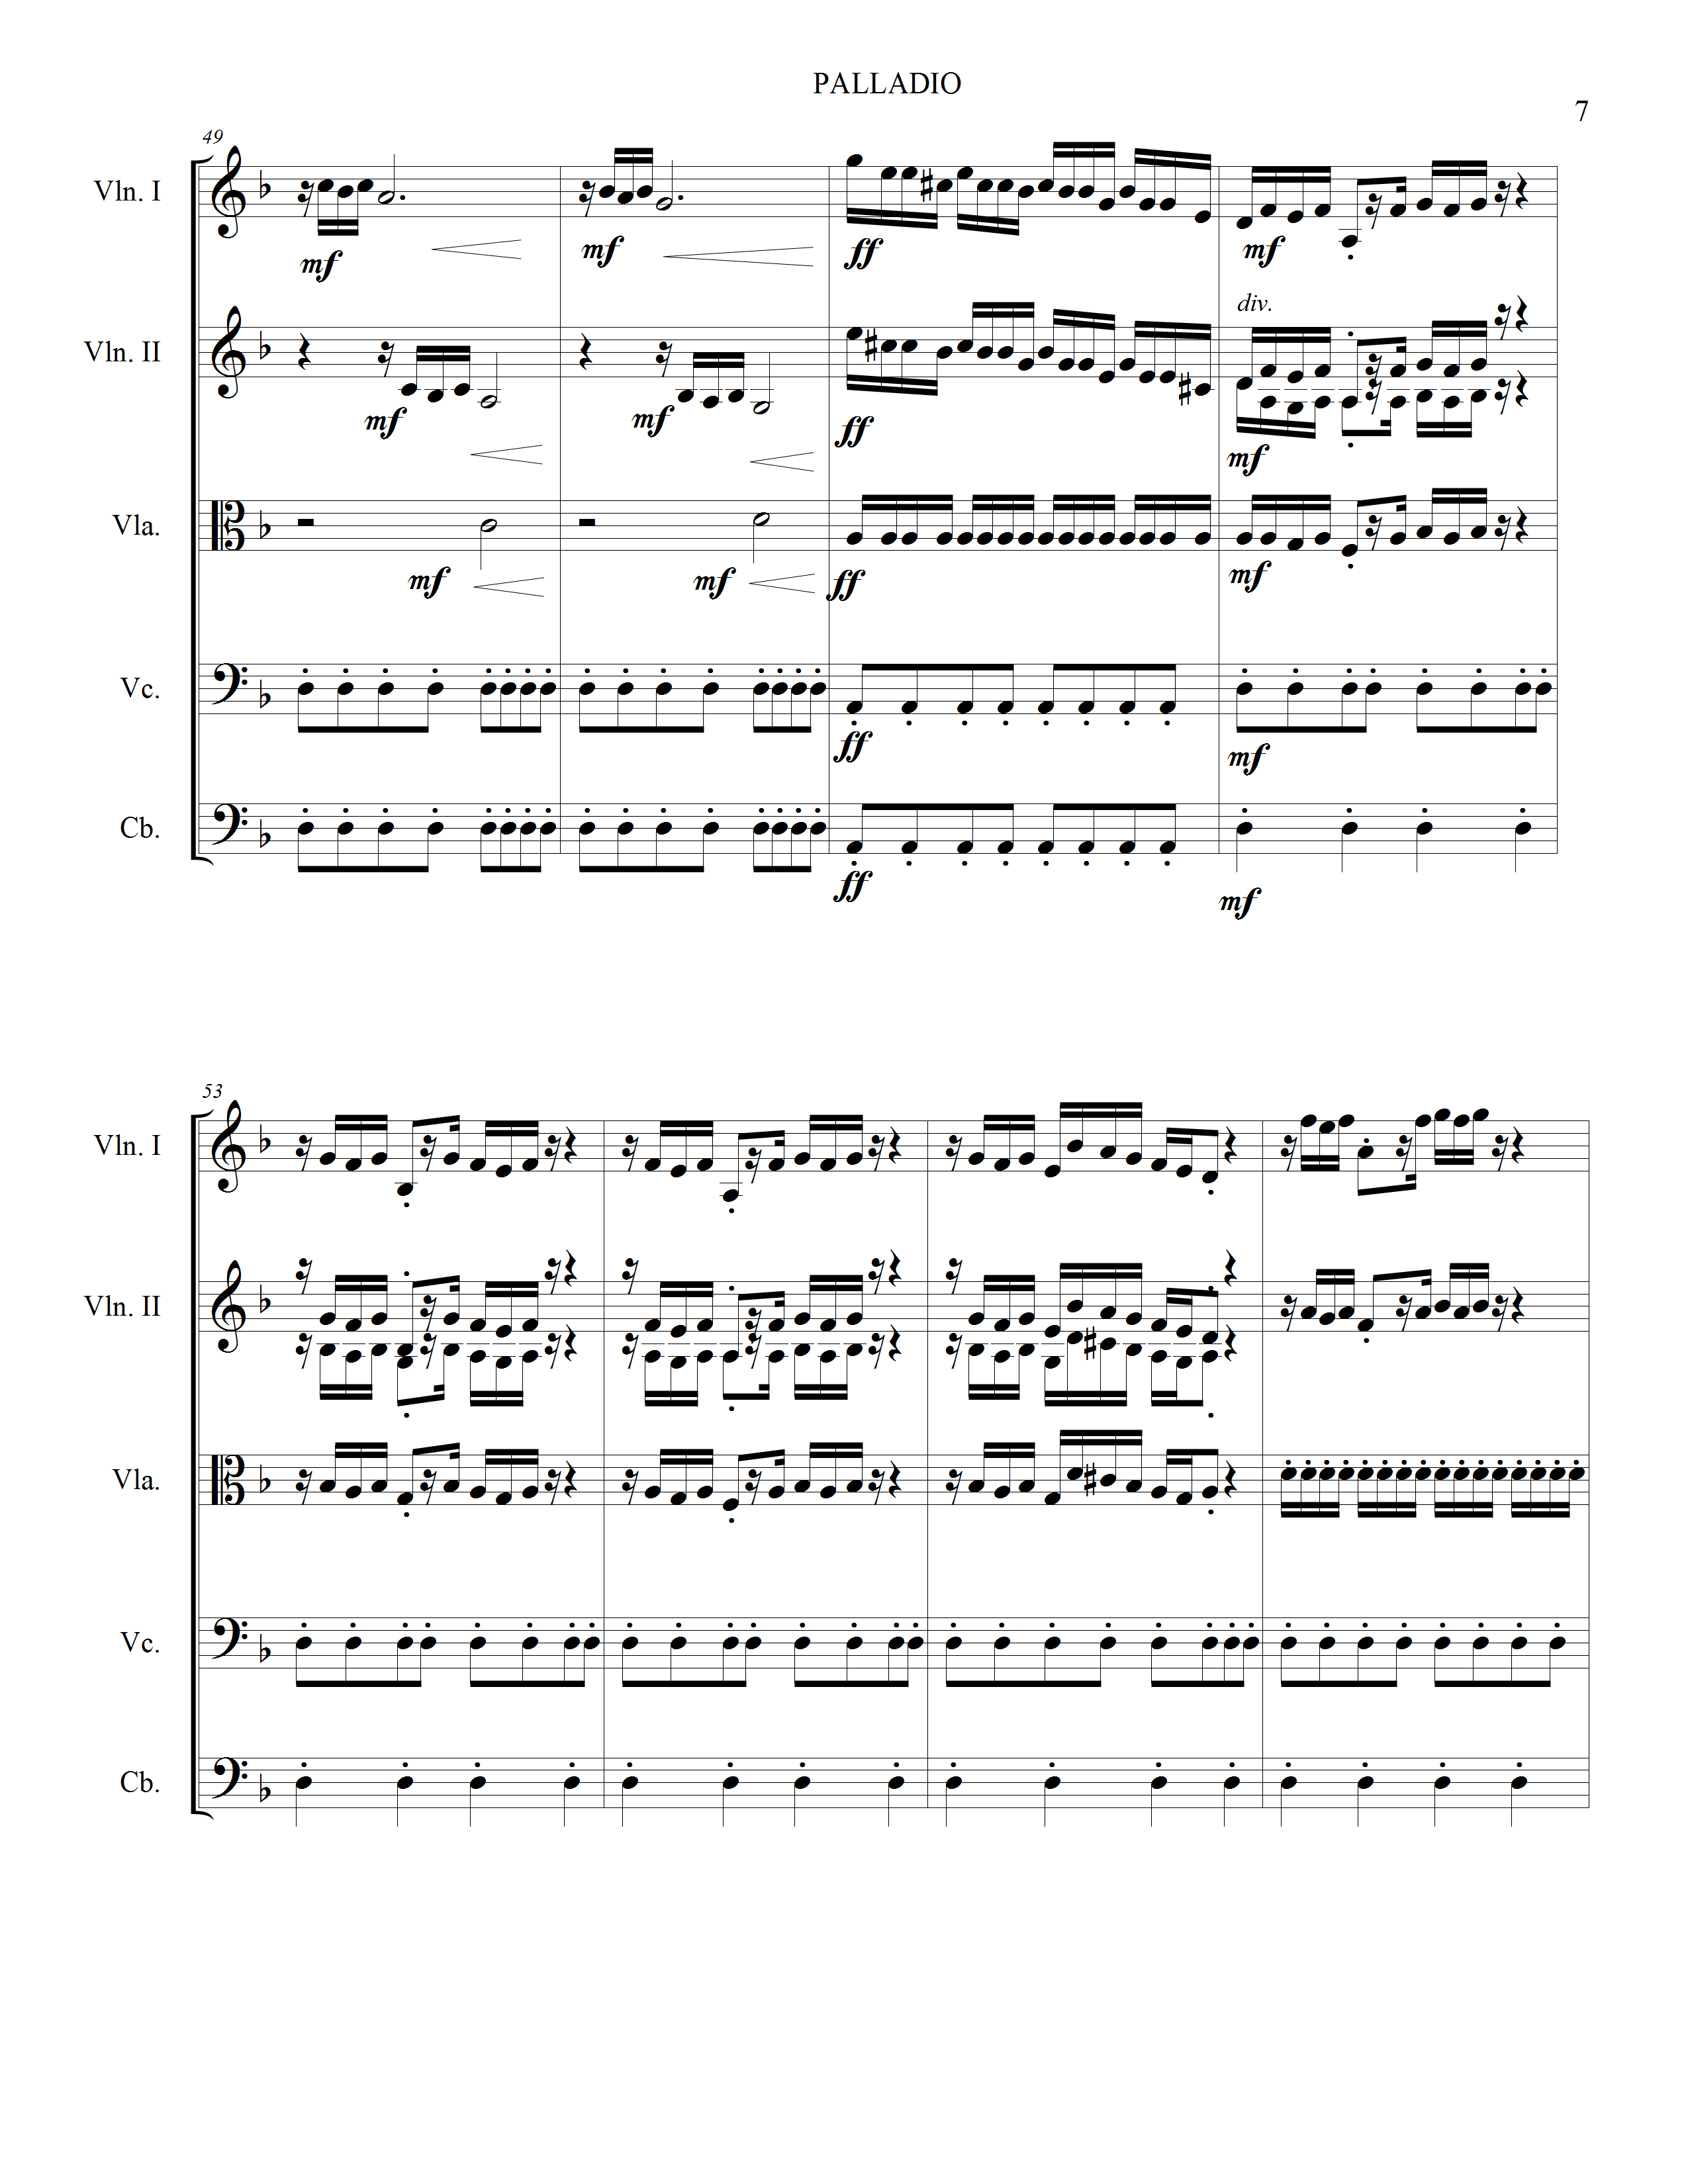 PALLADIO
7
49
Vln. I
mf
mf
ff
mf
div.
Vln. II
mf
mf
ff
mf
Vla.
mf
mf
ff
mf
Vc.
ff
mf
Cb.
ff
mf
53
Vln. I
Vln. II
Vla.
Vc.
Cb.